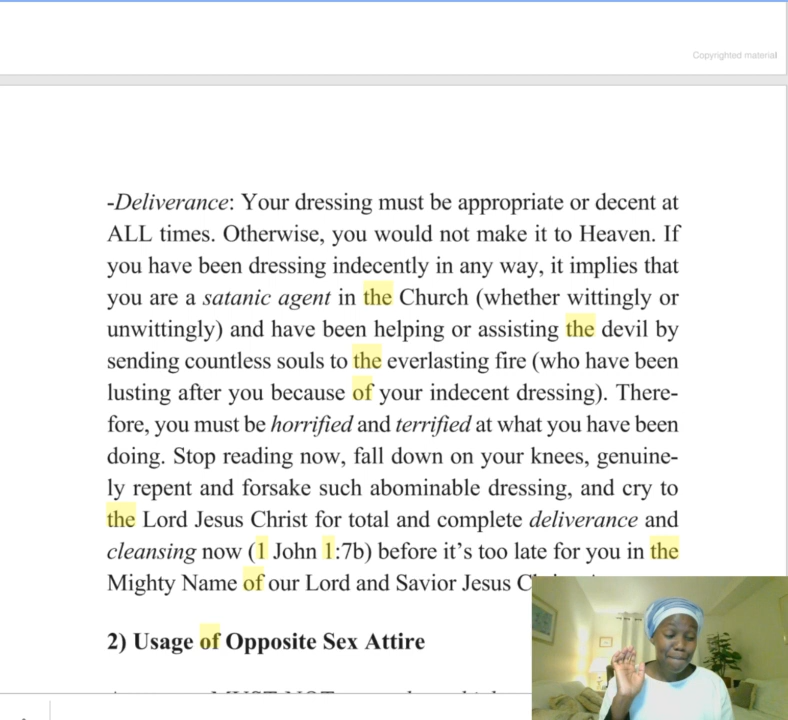 Copyrighted material
-Deliverance: Your dressing must be appropriate or decent at
ALL times. Otherwise, you would not make it to Heaven. If
you have been dressing indecently in any way, it implies that
you are a satanic agent in the Church (whether wittingly or
unwittingly) and have been helping or assisting the devil by
sending countless souls to the everlasting fire (who have been
lusting after you because of your indecent dressing). There-
fore, you must be horrified and terrified at what you have been
doing. Stop reading now, fall down on your knees, genuine-
ly repent and forsake such abominable dressing, and cry to
the Lord Jesus Christ for total and complete deliverance and
cleansing now (1 John 1:7b) before it's too late for you in the
Mighty Name of our Lord and Savior Jesus
2) Usage of Opposite Sex Attire
MUST NOT